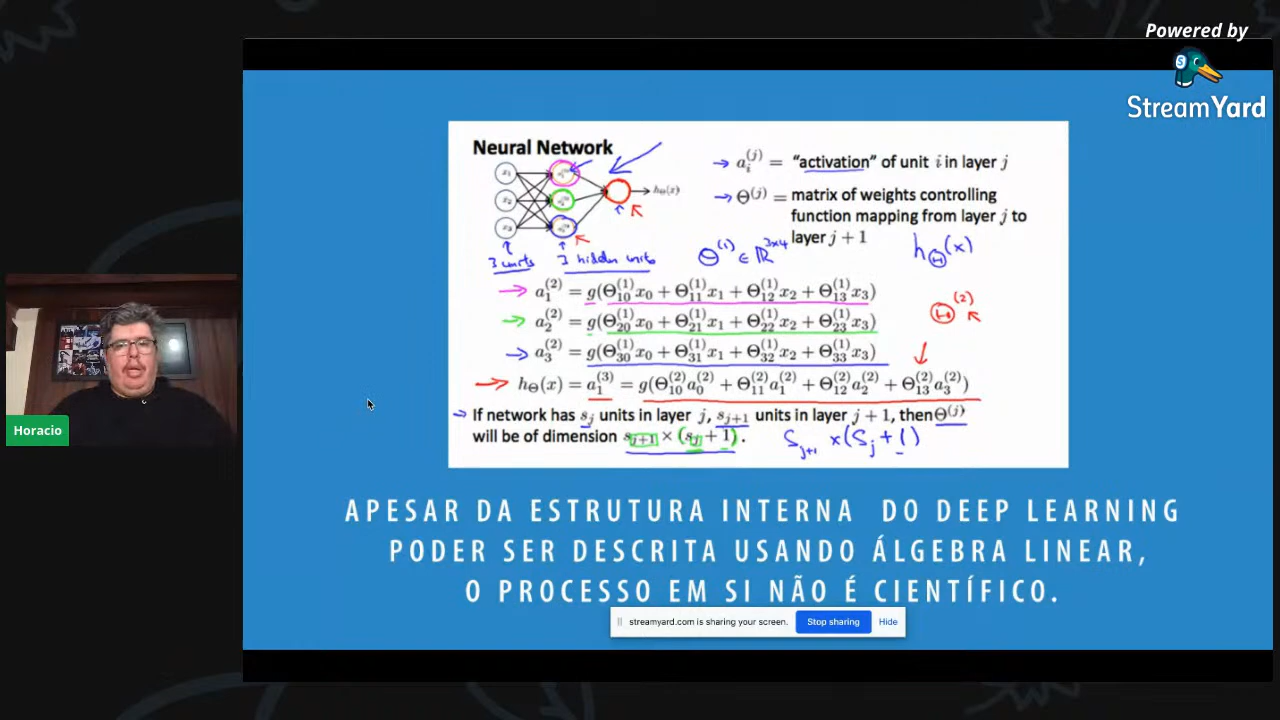 Powered by
StreamYard
Neural Network
x₁
x₂
x₃
h_Θ(x)
→ a_i^(j) = “activation” of unit i in layer j
→ Θ^(j) = matrix of weights controlling
function mapping from layer j to
layer j + 1
h_Θ(x)
3 units
3 hidden units
Θ^(1) ∈ ℝ^3x4
→ a_1^(2) = g(Θ_10^(1) x_0 + Θ_11^(1) x_1 + Θ_12^(1) x_2 + Θ_13^(1) x_3)
→ a_2^(2) = g(Θ_20^(1) x_0 + Θ_21^(1) x_1 + Θ_22^(1) x_2 + Θ_23^(1) x_3)
Θ^(2)
→ a_3^(2) = g(Θ_30^(1) x_0 + Θ_31^(1) x_1 + Θ_32^(1) x_2 + Θ_33^(1) x_3)
→ h_Θ(x) = a_1^(3) = g(Θ_10^(2) a_0^(2) + Θ_11^(2) a_1^(2) + Θ_12^(2) a_2^(2) + Θ_13^(2) a_3^(2))
→ If network has s_j units in layer j, s_j+1 units in layer j + 1, then Θ^(j)
will be of dimension s_j+1 × (s_j + 1).
S_j+1 x (S_j + 1)
Horacio
APESAR DA ESTRUTURA INTERNA DO DEEP LEARNING
PODER SER DESCRITA USANDO ÁLGEBRA LINEAR,
O PROCESSO EM SI NÃO É CIENTÍFICO.
streamyard.com is sharing your screen.
Stop sharing
Hide